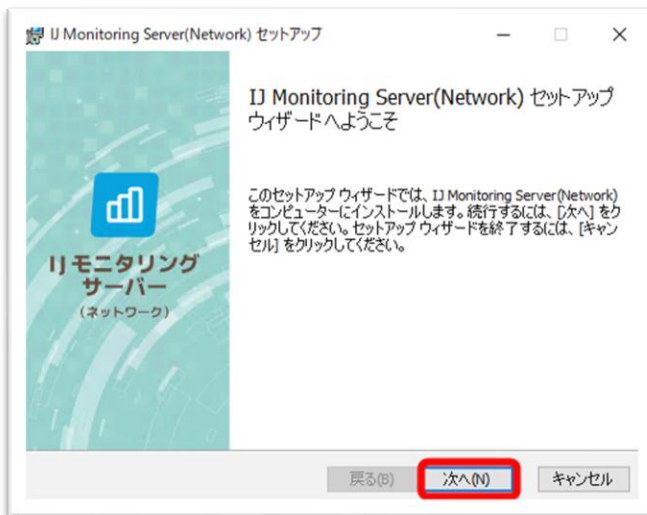 IJ Monitoring Server(Network) セットアップ
IJ Monitoring Server(Network) セットアップ
ウィザードへようこそ
このセットアップ ウィザードでは、IJ Monitoring Server(Network)
をコンピューターにインストールします。続行するには、[次へ] をク
リックしてください。セットアップ ウィザードを終了するには、[キャン
セル] をクリックしてください。
IJ モニタリング
サーバー
(ネットワーク)
戻る(B)
次へ(N)
キャンセル